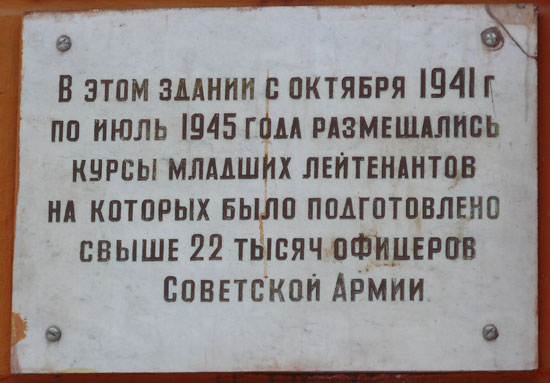 В этом здании с октября 1941 г
по июль 1945 года размещались
курсы младших лейтенантов
на которых было подготовлено
свыше 22 тысяч офицеров
Советской Армии